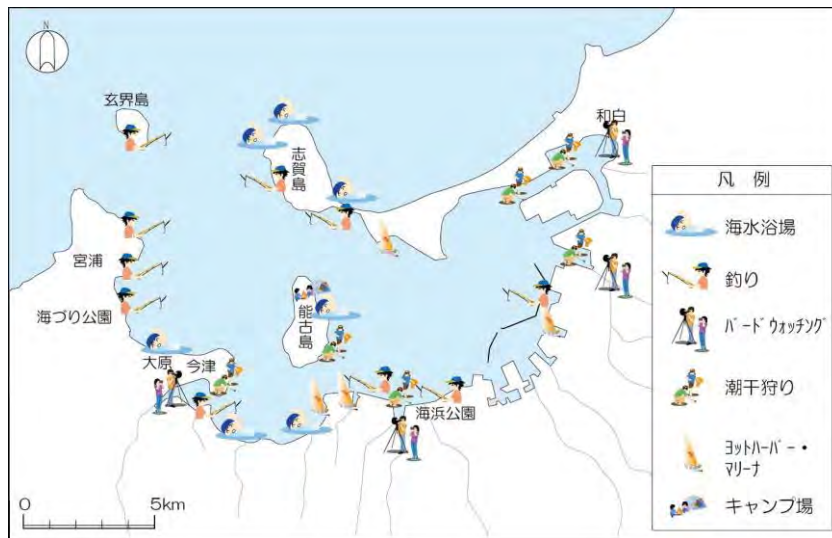 N
玄界島
志賀島
和白
宮浦
海づり公園
能古島
大原
今津
海浜公園
0
5km
凡 例
海水浴場
釣り
ﾊﾞｰﾄﾞｳｫｯﾁﾝｸﾞ
潮干狩り
ﾖｯﾄﾊｰﾊﾞｰ・
ﾏﾘｰﾅ
キャンプ場